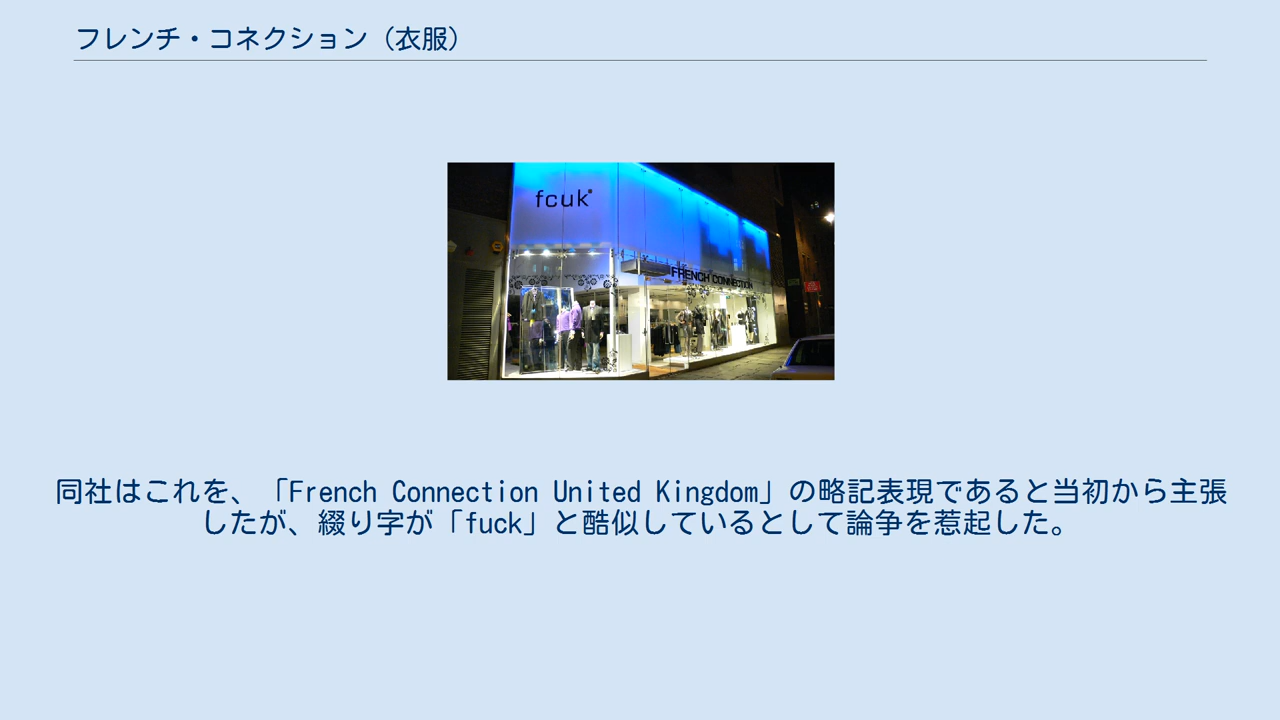 フレンチ・コネクション（衣服）
fcuk
FRENCH CONNECTION
同社はこれを、「French Connection United Kingdom」の略記表現であると当初から主張
したが、綴り字が「fuck」と酷似しているとして論争を惹起した。